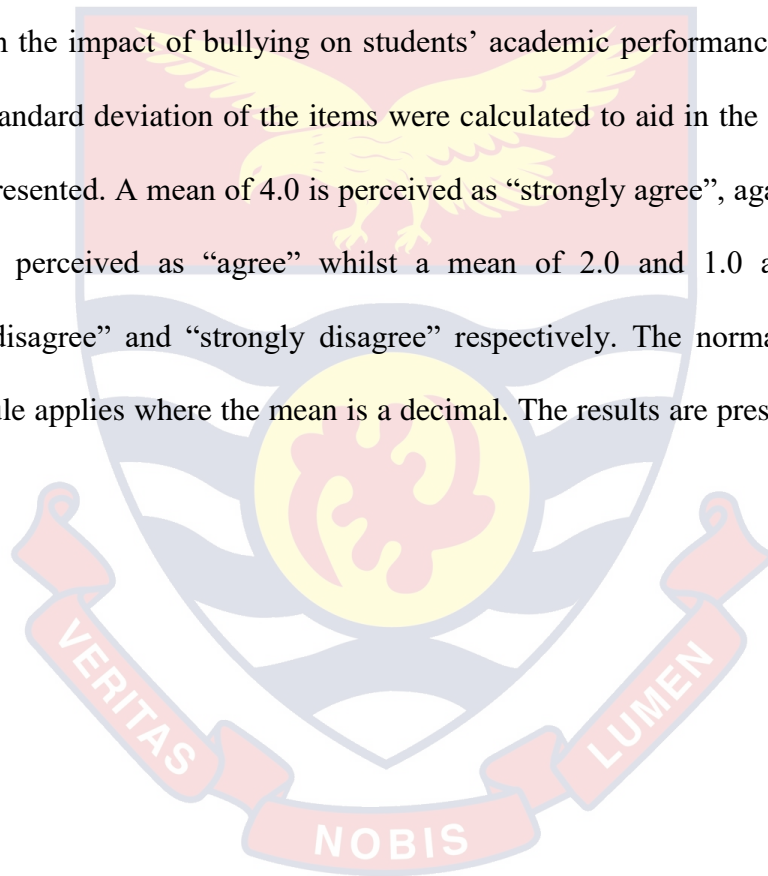 the impact of bullying on students’ academic performanc
standard deviation of the items were calculated to aid in the
presented. A mean of 4.0 is perceived as “strongly agree”, aga
perceived as “agree” whilst a mean of 2.0 and 1.0 a
disagree” and “strongly disagree” respectively. The norma
applies where the mean is a decimal. The results are pres
VERITAS
NOBIS
LUMEN